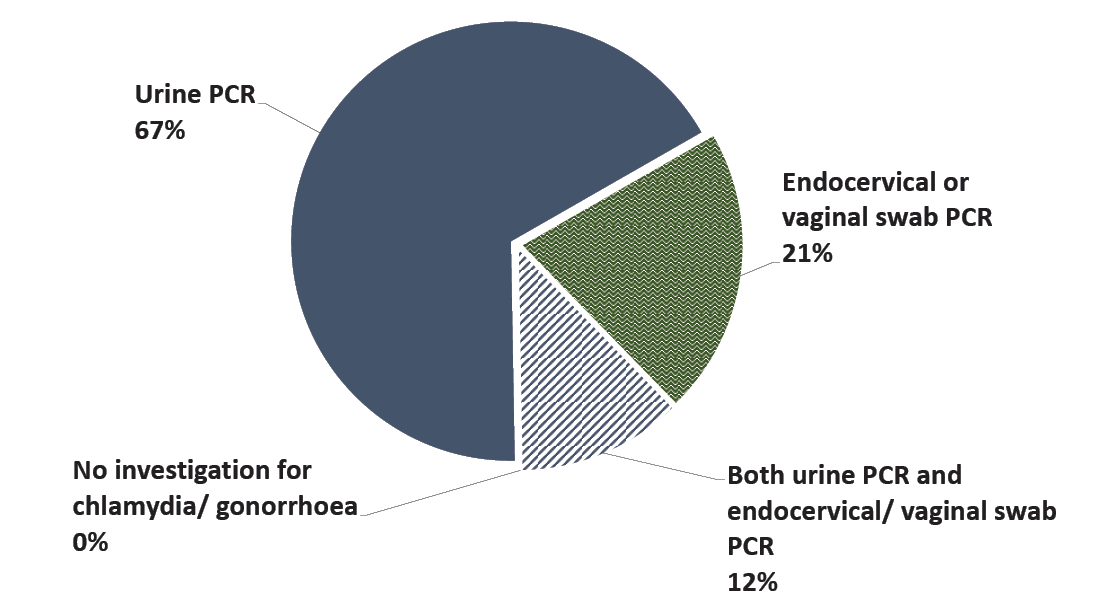 Urine PCR
67%
Endocervical or
vaginal swab PCR
21%
No investigation for
chlamydia/ gonorrhoea
0%
Both urine PCR and
endocervical/ vaginal swab
PCR
12%